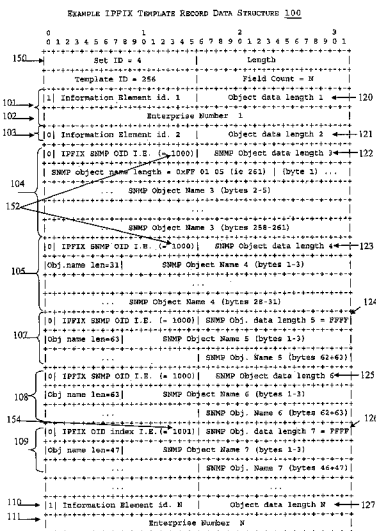 EXAMPLE IPFIX TEMPLATE RECORD DATA STRUCTURE 100
0 1 2 3
0 1 2 3 4 5 6 7 8 9 0 1 2 3 4 5 6 7 8 9 0 1 2 3 4 5 6 7 8 9 0 1
150 Set ID = 4 | Length
Template ID = 256 | Field Count = N
101 |1| Information Element id. 1 | Object data length 1 120
102 Enterprise Number 1
103 |0| Information Element id. 2 | Object data length 2 121
|0| IPFIX SNMP OID I.E. (= 1000)| SNMP Object data length 3 122
SNMP object name length = 0xFF 01 05 (ie 261) | (byte 1) ...
104 SNMP Object Name 3 (bytes 2-5)
152 ...
SNMP Object Name 3 (bytes 258-261)
|0| IPFIX SNMP OID I.E. (= 1000)| SNMP Object data length 4 123
|Obj.name len=31| SNMP Object Name 4 (bytes 1-3)
105 ...
... SNMP Object Name 4 (bytes 28-31)
124
|0| IPFIX SNMP OID I.E. (= 1000)| SNMP Obj. data length 5 = FFFF
107 |Obj name len=63| SNMP Object Name 5 (bytes 1-3)
... | SNMP Obj. Name 5 (bytes 62+63)
|0| IPFIX SNMP OID I.E. (= 1000)| SNMP Object data length 6 125
108 |Obj name len=63| SNMP Object Name 6 (bytes 1-3)
... | SNMP Obj. Name 6 (bytes 62+63)
154 126
|0| IPFIX OID index I.E. (= 1001)| SNMP Obj. data length 7 = FFFF
109 |Obj name len=47| SNMP Object Name 7 (bytes 1-3)
... | SNMP Obj. Name 7 (bytes 46+47)
... | ...
110 |1| Information Element id. N | Object data length N 127
111 Enterprise Number N